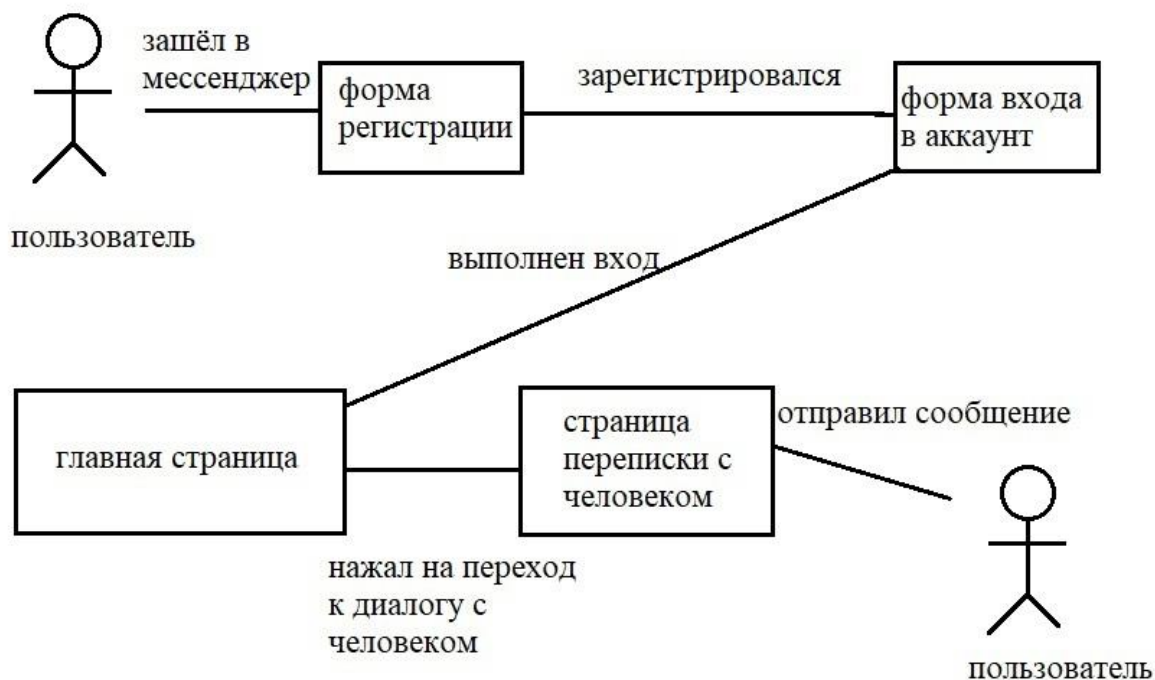 зашёл в
мессенджер
форма
регистрации
зарегистрировался
форма входа
в аккаунт
пользователь
выполнен вход
главная страница
страница
переписки с
человеком
отправил сообщение
нажал на переход
к диалогу с
человеком
пользователь